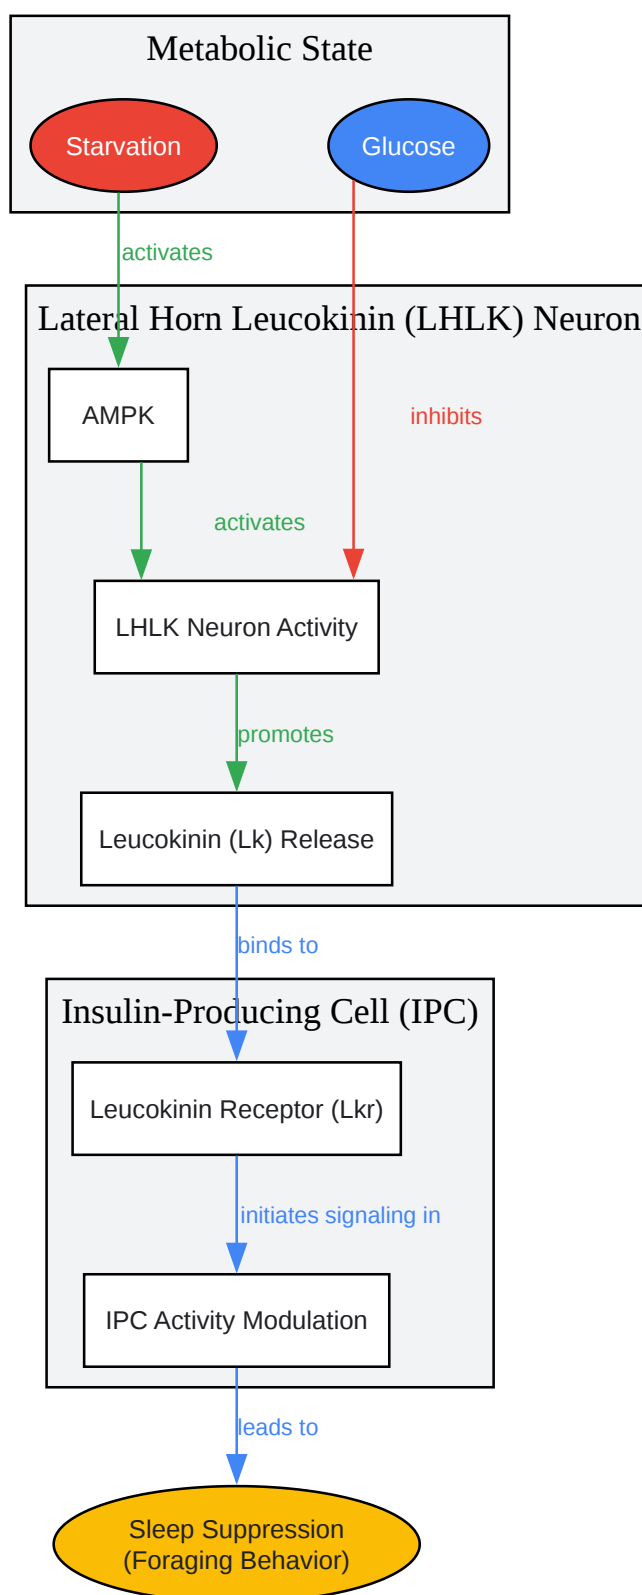 Metabolic State
Starvation
Glucose
activates
Lateral Horn Leucokinin (LHLK) Neuron
AMPK
inhibits
activates
LHLK Neuron Activity
promotes
Leucokinin (Lk) Release
binds to
Insulin-Producing Cell (IPC)
Leucokinin Receptor (Lkr)
initiates signaling in
IPC Activity Modulation
leads to
Sleep Suppression
(Foraging Behavior)